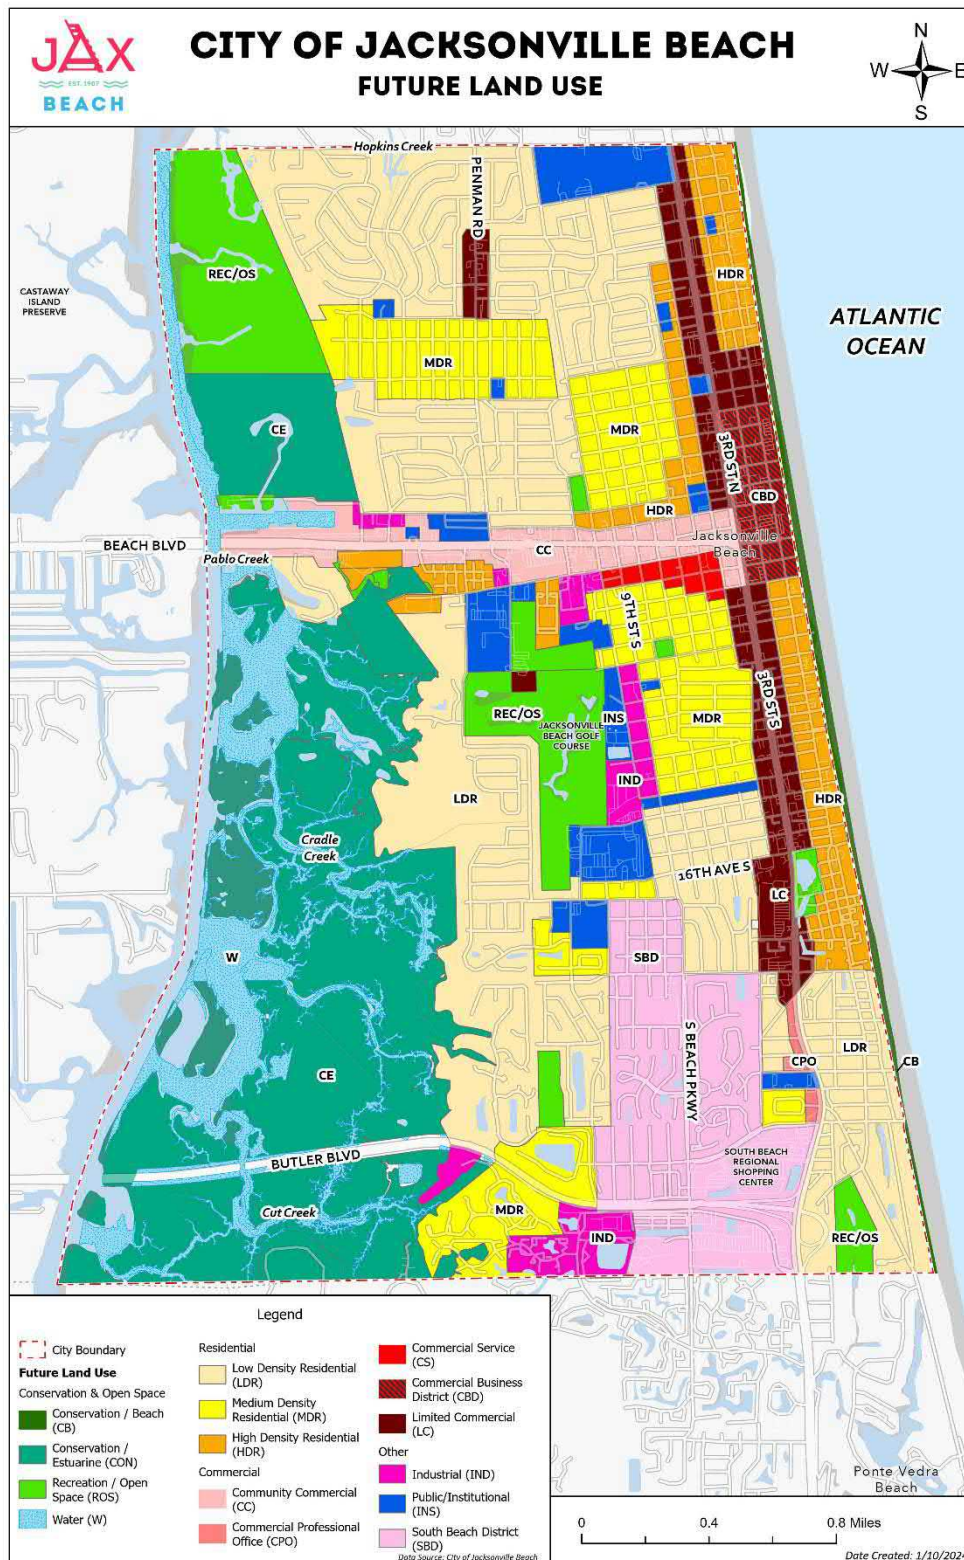 JAX
EST. 1907
BEACH
CITY OF JACKSONVILLE BEACH
FUTURE LAND USE
N
W
E
S
Hopkins Creek
PENMAN RD
REC/OS
HDR
CASTAWAY
ISLAND
PRESERVE
ATLANTIC
OCEAN
MDR
CE
MDR
3RD ST N
CBD
HDR
BEACH BLVD
CC
Jacksonville
Beach
Pablo Creek
9TH ST S
3RD ST S
REC/OS
INS
MDR
JACKSONVILLE
BEACH GOLF
COURSE
IND
LDR
HDR
Cradle
Creek
16TH AVE S
LC
W
SBD
S BEACH PKWY
CE
CPO
LDR
CB
BUTLER BLVD
SOUTH BEACH
REGIONAL
SHOPPING
CENTER
Cut Creek
MDR
IND
REC/OS
Legend
City Boundary
Future Land Use
Conservation & Open Space
Conservation / Beach
(CB)
Conservation /
Estuarine (CON)
Recreation / Open
Space (ROS)
Water (W)
Residential
Low Density Residential
(LDR)
Medium Density
Residential (MDR)
High Density Residential
(HDR)
Commercial
Community Commercial
(CC)
Commercial Professional
Office (CPO)
Commercial Service
(CS)
Commercial Business
District (CBD)
Limited Commercial
(LC)
Other
Industrial (IND)
Public/Institutional
(INS)
South Beach District
(SBD)
Data Source: City of Jacksonville Beach
Ponte Vedra
Beach
0
0.4
0.8 Miles
Date Created: 1/10/2024